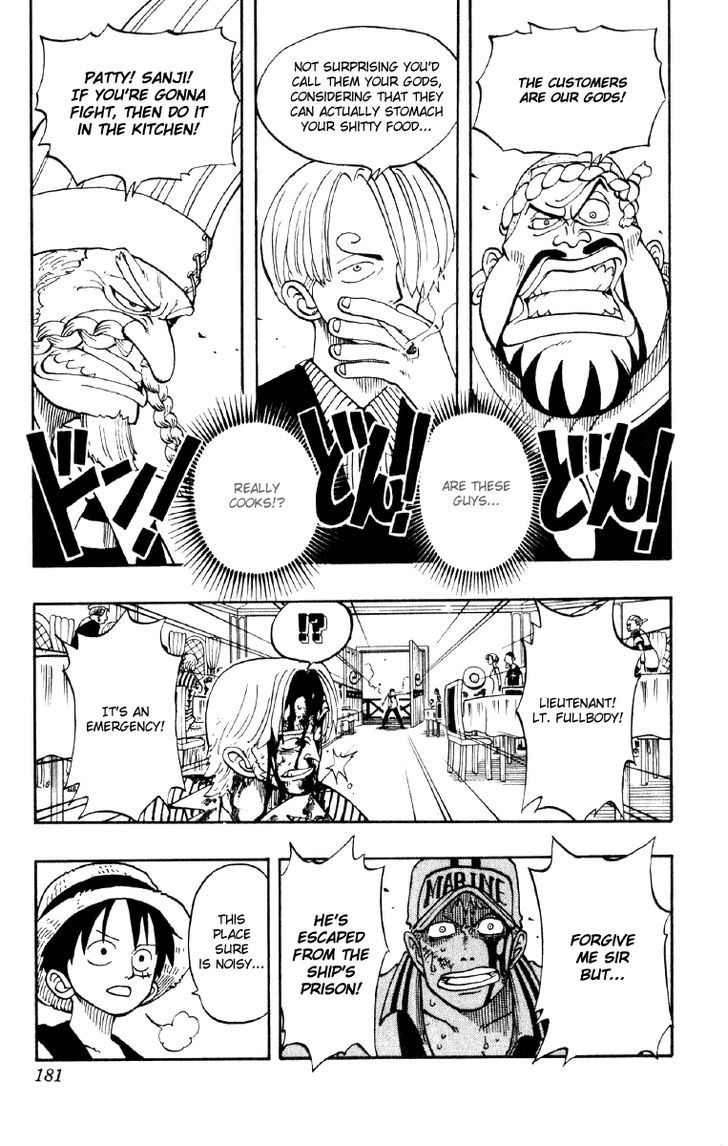 THE CUSTOMERS
ARE OUR GODS!
NOT SURPRISING YOU'D
CALL THEM YOUR GODS,
CONSIDERING THAT THEY
CAN ACTUALLY STOMACH
YOUR SHITTY FOOD...
PATTY! SANJI!
IF YOU'RE GONNA
FIGHT, THEN DO IT
IN THE KITCHEN!
どん!
どん!!
ドン!
ARE THESE
GUYS...
REALLY
COOKS!?
LIEUTENANT!
LT. FULLBODY!
!?
IT'S AN
EMERGENCY!
FORGIVE
ME SIR
BUT...
MARINE
HE'S
ESCAPED
FROM THE
SHIP'S
PRISON!
THIS
PLACE
SURE
IS NOISY...
181